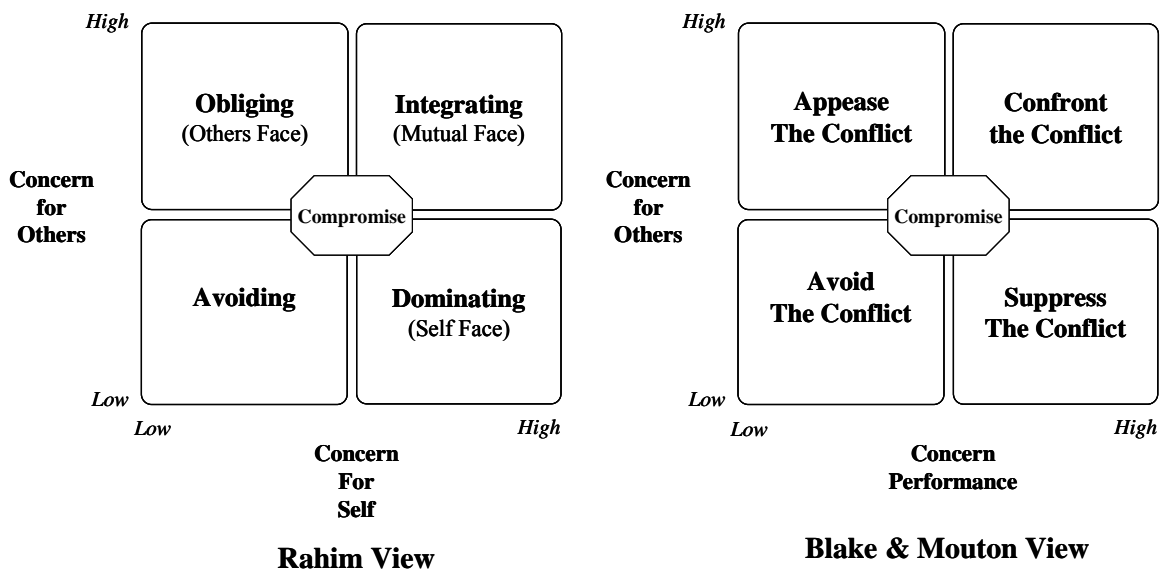 High
Obliging
(Others Face)
Integrating
(Mutual Face)
Concern
for
Others
Compromise
Avoiding
Dominating
(Self Face)
Low
Low
High
Concern
For
Self
Rahim View
High
Appease
The Conflict
Confront
the Conflict
Concern
for
Others
Compromise
Avoid
The Conflict
Suppress
The Conflict
Low
Low
High
Concern
Performance
Blake & Mouton View